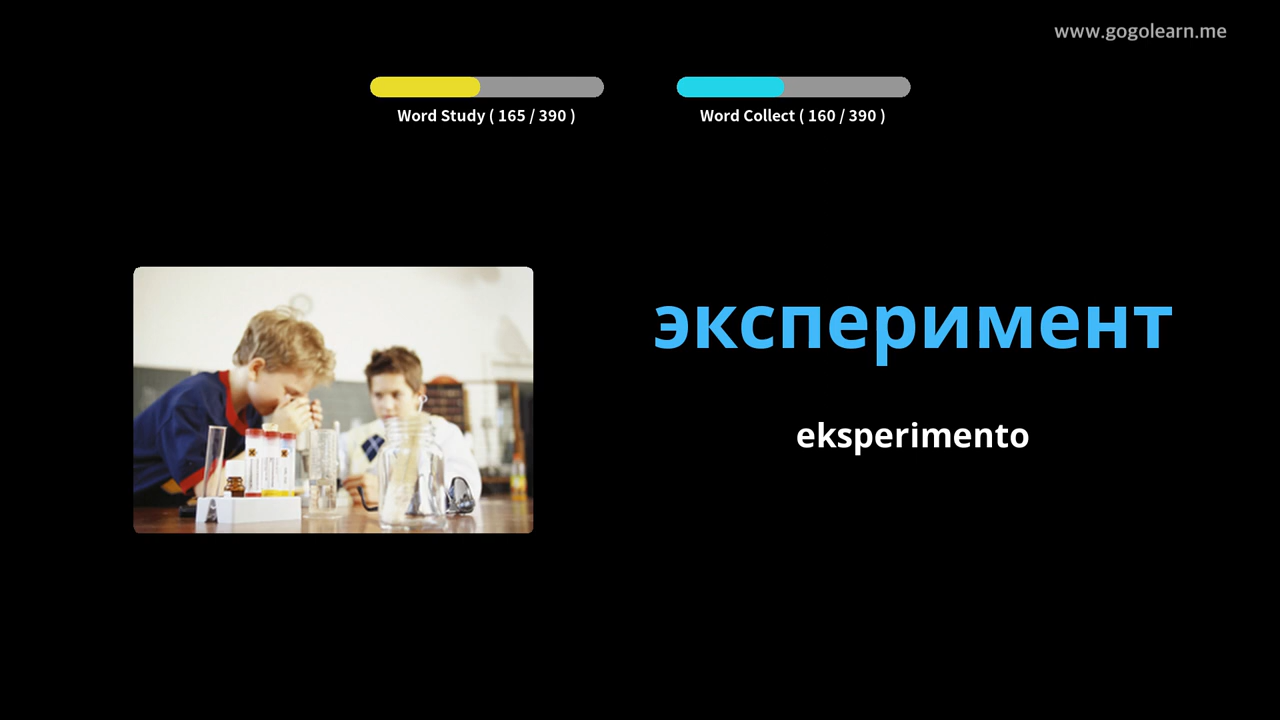 www.gogolearn.me
Word Study ( 165 / 390 )
Word Collect ( 160 / 390 )
эксперимент
eksperimento